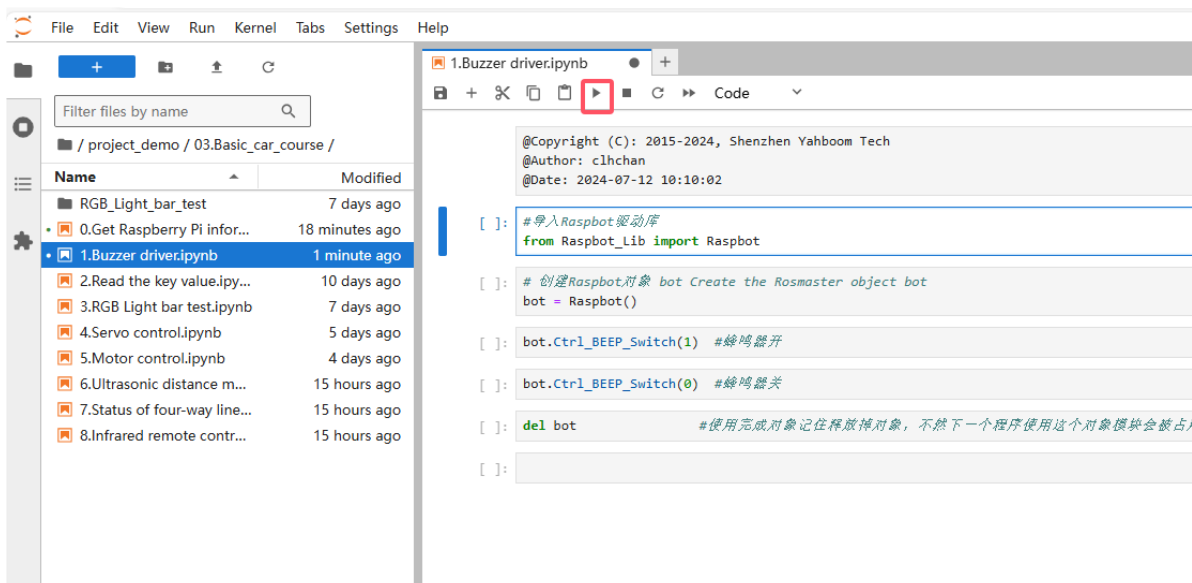 File Edit View Run Kernel Tabs Settings Help
Filter files by name
/ project_demo / 03.Basic_car_course /
Name Modified
RGB_Light_bar_test 7 days ago
0.Get Raspberry Pi infor... 18 minutes ago
1.Buzzer driver.ipynb 1 minute ago
2.Read the key value.ipy... 10 days ago
3.RGB Light bar test.ipynb 7 days ago
4.Servo control.ipynb 5 days ago
5.Motor control.ipynb 4 days ago
6.Ultrasonic distance m... 15 hours ago
7.Status of four-way line... 15 hours ago
8.Infrared remote contr... 15 hours ago
1.Buzzer driver.ipynb
Code
@Copyright (C): 2015-2024, Shenzhen Yahboom Tech
@Author: clhchan
@Date: 2024-07-12 10:10:02
[ ]: #导入Raspbot驱动库
from Raspbot_Lib import Raspbot
[ ]: # 创建Raspbot对象 bot Create the Rosmaster object bot
bot = Raspbot()
[ ]: bot.Ctrl_BEEP_Switch(1) #蜂鸣器开
[ ]: bot.Ctrl_BEEP_Switch(0) #蜂鸣器关
[ ]: del bot #使用完成对象记住释放掉对象，不然下一个程序使用这个对象模块会被占
[ ]: